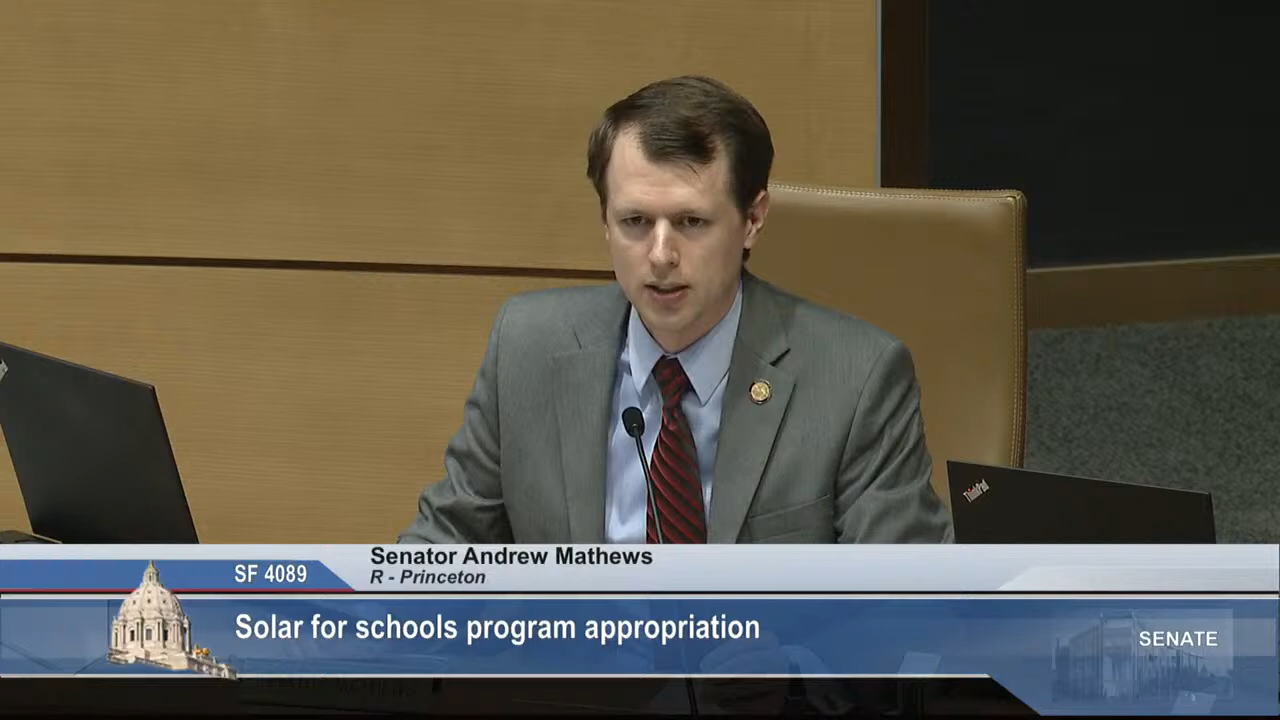 ThinkPad
Senator Andrew Mathews
R - Princeton
SF 4089
Solar for schools program appropriation
SENATE